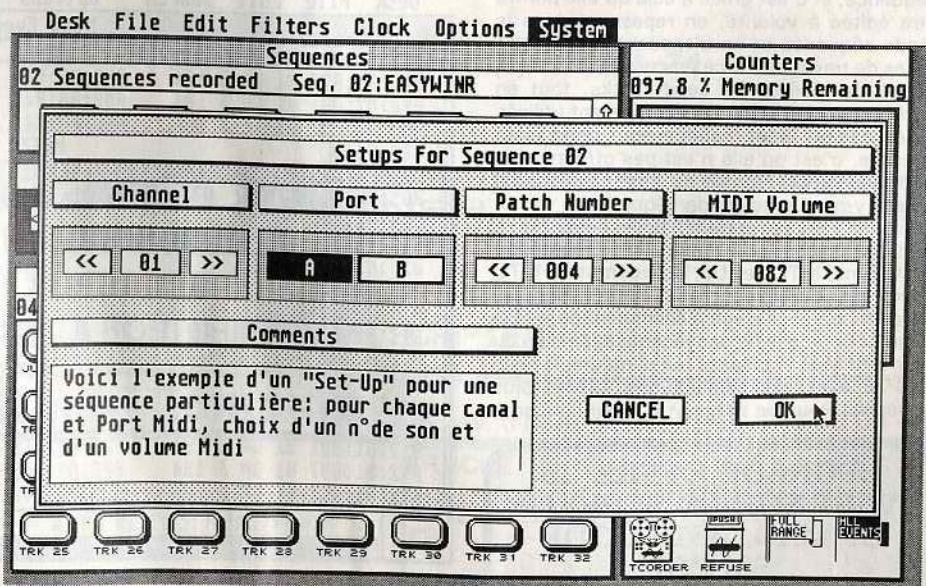 Desk File Edit Filters Clock Options System
Sequences
02 Sequences recorded Seq. 02:EASYWINR
Counters
097.8 % Memory Remaining
Setups For Sequence 02
Channel Port Patch Number MIDI Volume
<< 01 >> A B << 004 >> << 082 >>
04
Comments
Voici l'exemple d'un "Set-Up" pour une
séquence particulière: pour chaque canal
et Port Midi, choix d'un n°de son et
d'un volume Midi
CANCEL OK
TRK 25 TRK 26 TRK 27 TRK 28 TRK 29 TRK 30 TRK 31 TRK 32
TCORDER REFUSE
FULL RANGE
ALL EVENTS